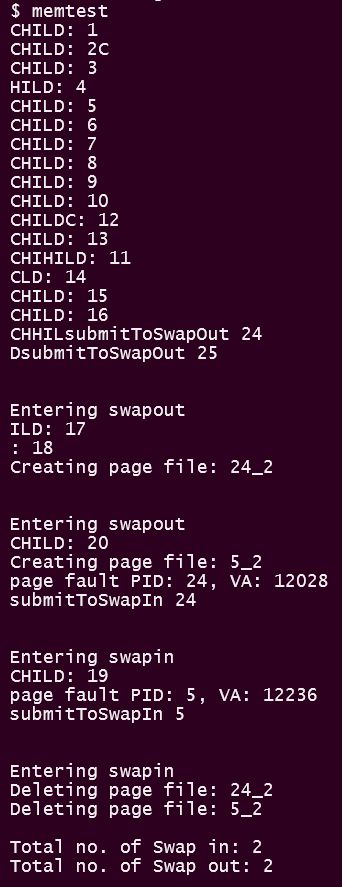 $ memtest
CHILD: 1
CHILD: 2C
CHILD: 3
HILD: 4
CHILD: 5
CHILD: 6
CHILD: 7
CHILD: 8
CHILD: 9
CHILD: 10
CHILDC: 12
CHILD: 13
CHIHILD: 11
CLD: 14
CHILD: 15
CHILD: 16
CHHILsubmitToSwapOut 24
DsubmitToSwapOut 25
Entering swapout
ILD: 17
: 18
Creating page file: 24_2
Entering swapout
CHILD: 20
Creating page file: 5_2
page fault PID: 24, VA: 12028
submitToSwapIn 24
Entering swapin
CHILD: 19
page fault PID: 5, VA: 12236
submitToSwapIn 5
Entering swapin
Deleting page file: 24_2
Deleting page file: 5_2
Total no. of Swap in: 2
Total no. of Swap out: 2